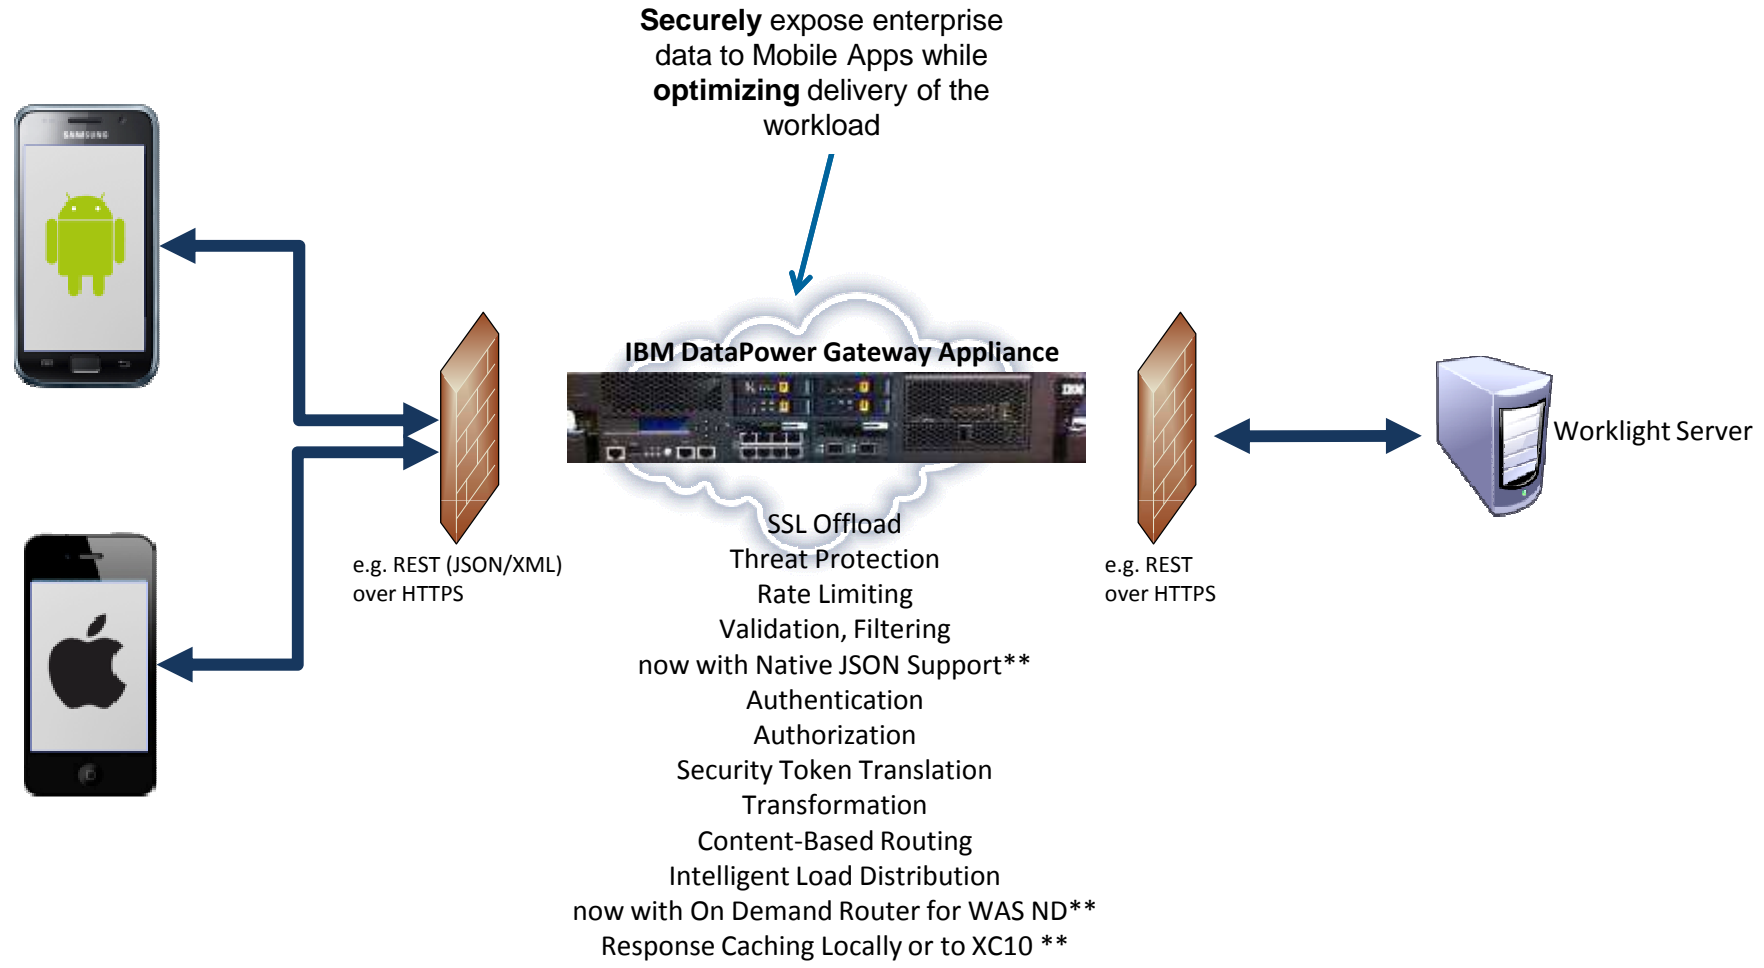 Securely expose enterprise
data to Mobile Apps while
optimizing delivery of the
workload
SAMSUNG
IBM DataPower Gateway Appliance
IBM
Worklight Server
e.g. REST (JSON/XML)
over HTTPS
e.g. REST
over HTTPS
SSL Offload
Threat Protection
Rate Limiting
Validation, Filtering
now with Native JSON Support**
Authentication
Authorization
Security Token Translation
Transformation
Content-Based Routing
Intelligent Load Distribution
now with On Demand Router for WAS ND**
Response Caching Locally or to XC10 **